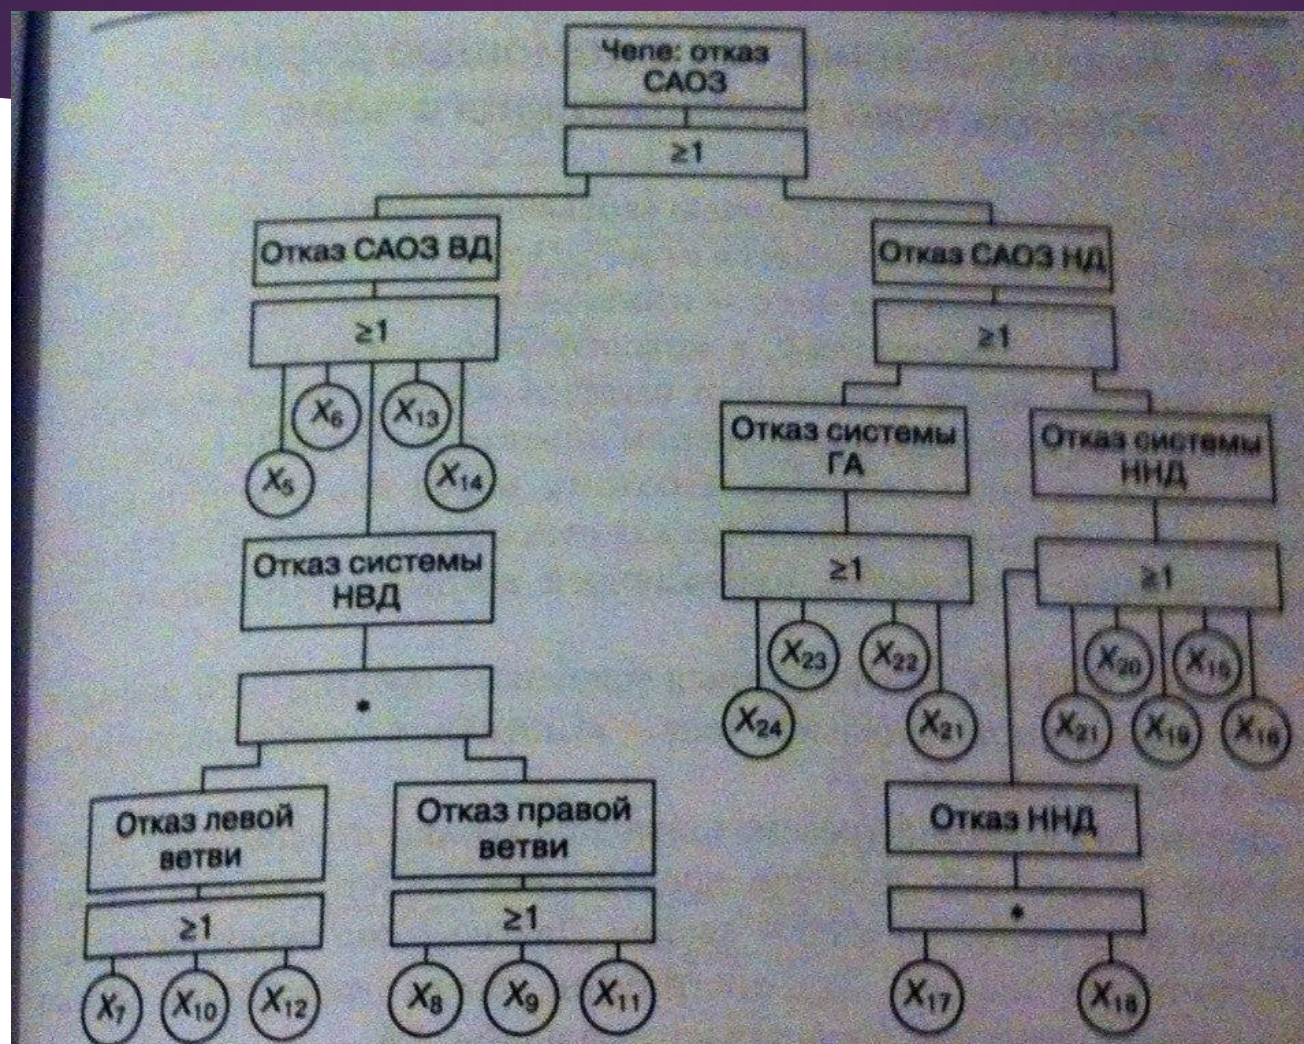 Чепе: отказ
САОЗ
≥1
Отказ САОЗ ВД
Отказ САОЗ НД
≥1
≥1
X₆
X₁₃
X₅
X₁₄
Отказ системы
ГА
Отказ системы
ННД
Отказ системы
НВД
≥1
≥1
X₂₃
X₂₂
X₂₀
X₁₅
X₂₄
X₂₁
X₂₁
X₁₉
X₁₆
*
Отказ левой
ветви
Отказ правой
ветви
Отказ ННД
≥1
≥1
*
X₇
X₁₀
X₁₂
X₈
X₉
X₁₁
X₁₇
X₁₈